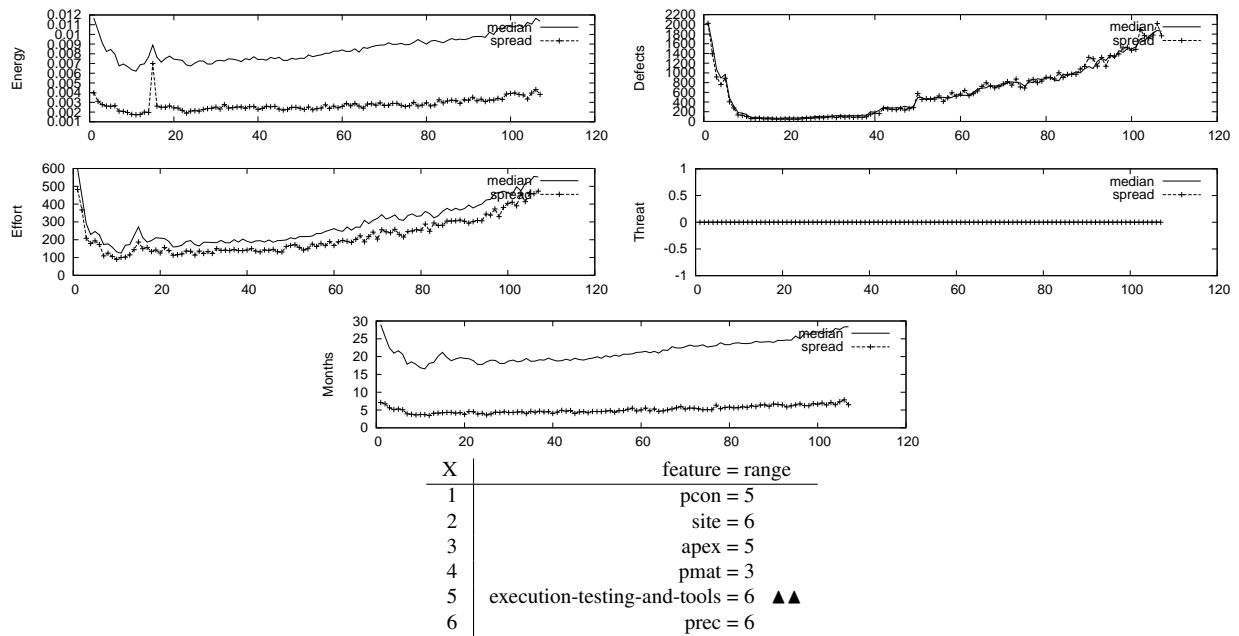 0.012
0.011
0.010
0.009
0.008
0.007
0.006
0.005
0.004
0.003
0.002
0.001
Energy
median
spread
0 20 40 60 80 100 120
2200
2000
1800
1600
1400
1200
1000
800
600
400
200
0
Defects
median
spread
0 20 40 60 80 100 120
600
500
400
300
200
100
0
Effort
median
spread
0 20 40 60 80 100 120
1
0.5
0
-0.5
-1
Threat
median
spread
0 20 40 60 80 100 120
30
25
20
15
10
5
0
Months
median
spread
0 20 40 60 80 100 120
X feature = range
1 pcon = 5
2 site = 6
3 apex = 5
4 pmat = 3
5 execution-testing-and-tools = 6 ▲▲
6 prec = 6